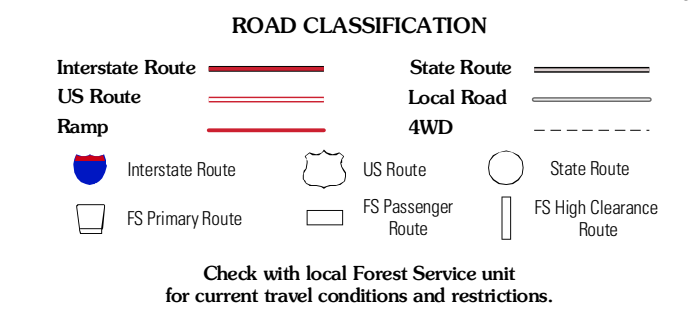 ROAD CLASSIFICATION
Interstate Route
State Route
US Route
Local Road
Ramp
4WD
Interstate Route
US Route
State Route
FS Primary Route
FS Passenger
Route
FS High Clearance
Route
Check with local Forest Service unit
for current travel conditions and restrictions.